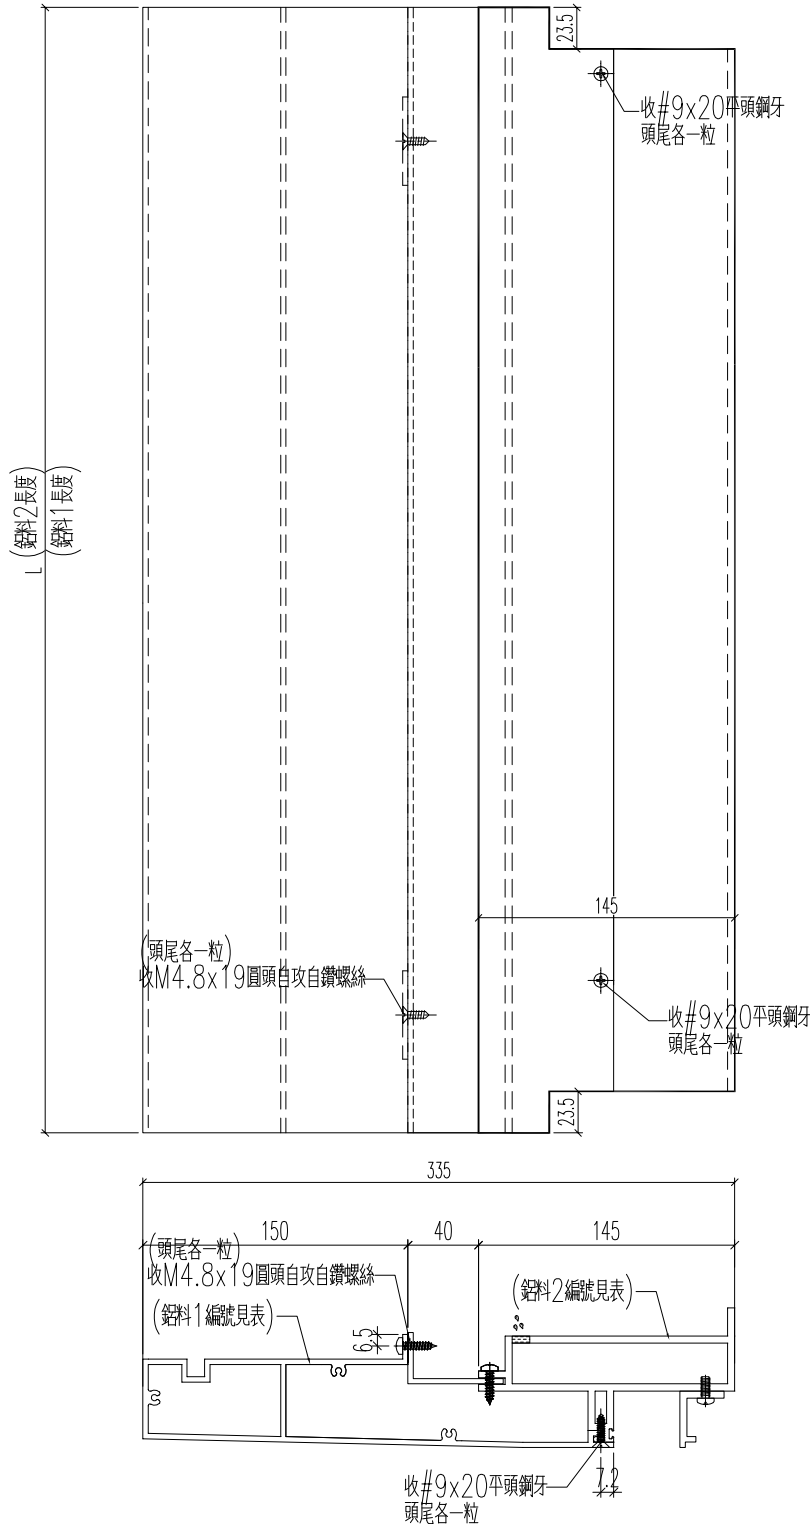 23.5
收#9x20平頭鋼牙
頭尾各一粒
L
(鋁料2長度)
(鋁料1長度)
145
(頭尾各一粒)
收M4.8x19圓頭自攻自鑽螺絲
收#9x20平頭鋼牙
頭尾各一粒
23.5
335
150
40
145
(頭尾各一粒)
收M4.8x19圓頭自攻自鑽螺絲
(鋁料2編號見表)
(鋁料1編號見表)
6.5
收#9x20平頭鋼牙
頭尾各一粒
7.2